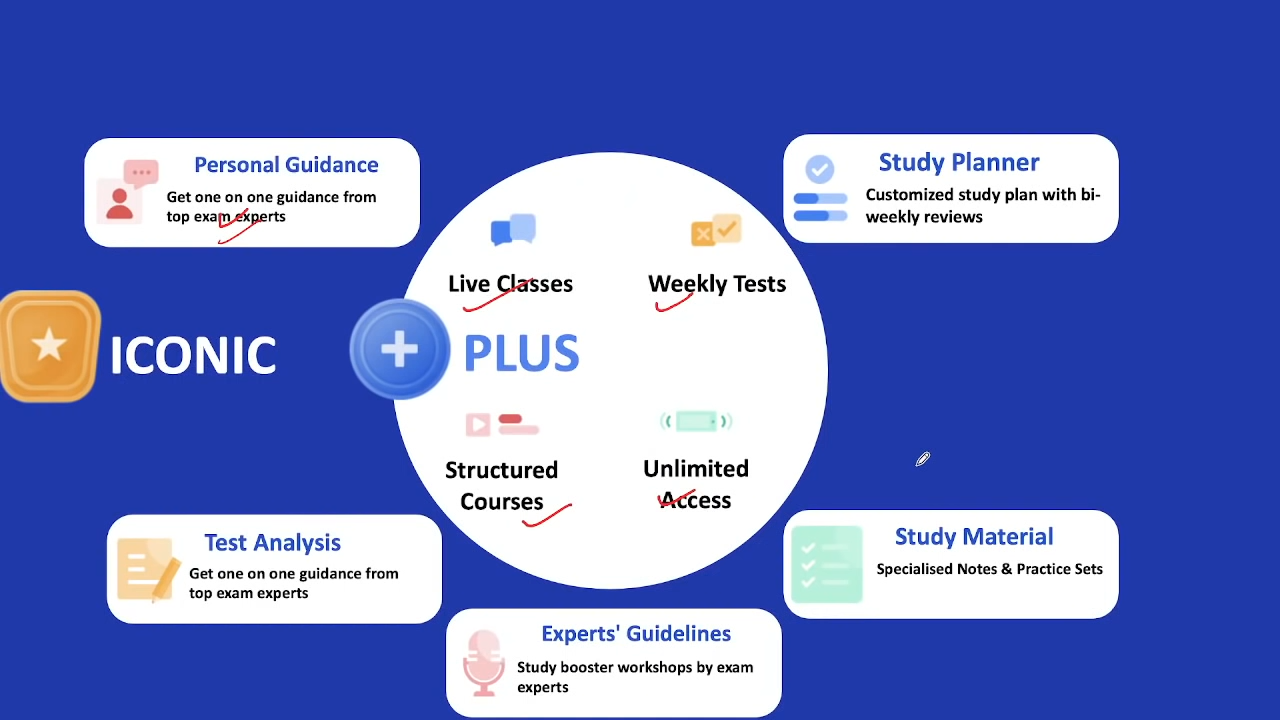 Personal Guidance
Get one on one guidance from
top exam experts
Study Planner
Customized study plan with bi-
weekly reviews
Live Classes
Weekly Tests
ICONIC
PLUS
Structured
Courses
Unlimited
Access
Test Analysis
Get one on one guidance from
top exam experts
Study Material
Specialised Notes & Practice Sets
Experts' Guidelines
Study booster workshops by exam
experts